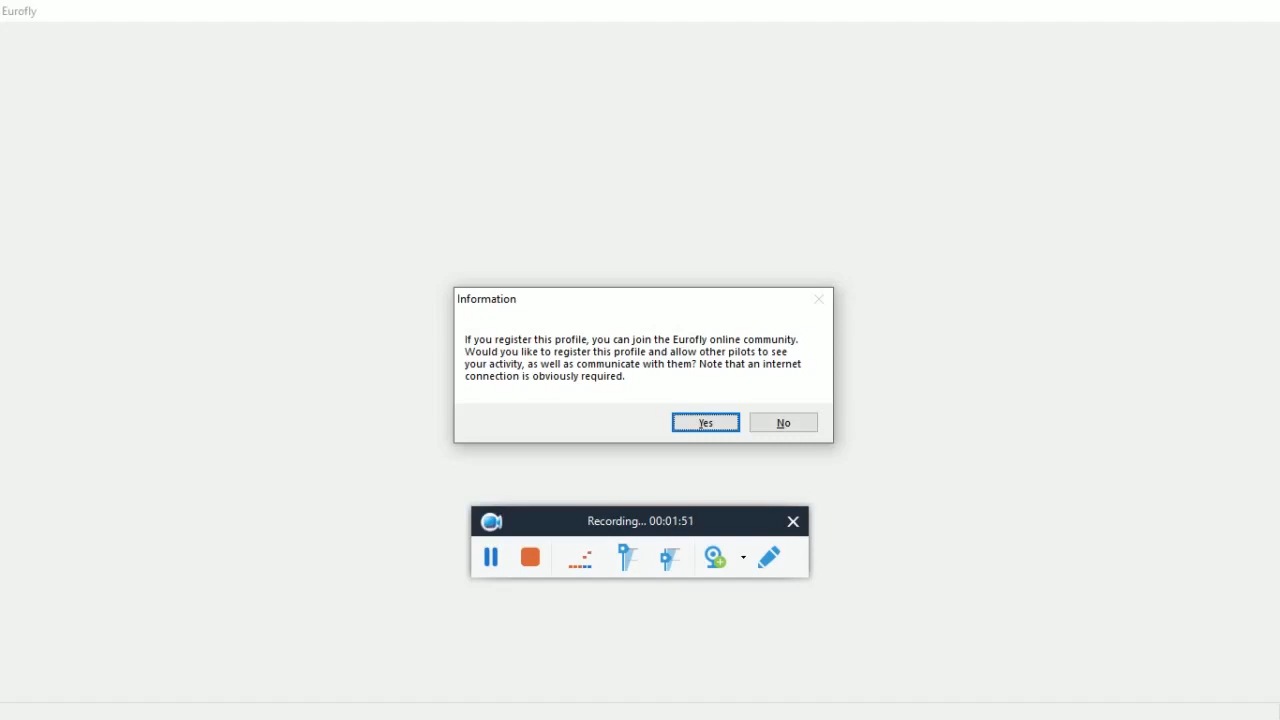 Eurofly
Information
If you register this profile, you can join the Eurofly online community.
Would you like to register this profile and allow other pilots to see
your activity, as well as communicate with them? Note that an internet
connection is obviously required.
Yes
No
Recording... 00:01:51